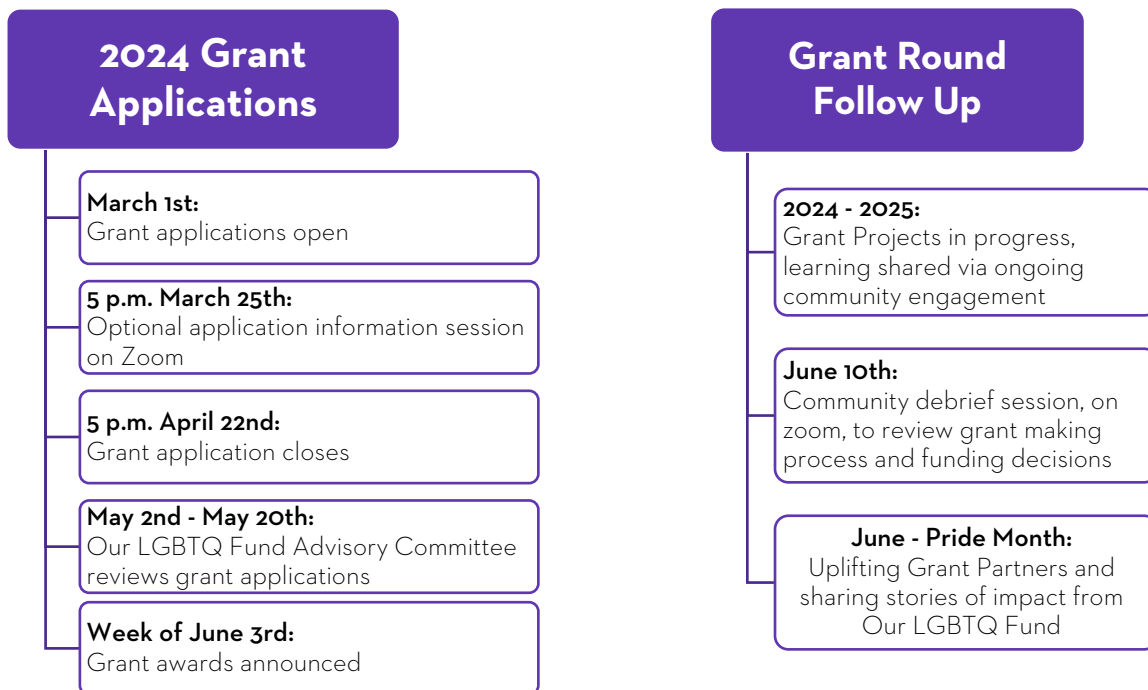 2024 Grant
Applications
March 1st:
Grant applications open
5 p.m. March 25th:
Optional application information session
on Zoom
5 p.m. April 22nd:
Grant application closes
May 2nd - May 20th:
Our LGBTQ Fund Advisory Committee
reviews grant applications
Week of June 3rd:
Grant awards announced
Grant Round
Follow Up
2024 - 2025:
Grant Projects in progress,
learning shared via ongoing
community engagement
June 10th:
Community debrief session, on
zoom, to review grant making
process and funding decisions
June - Pride Month:
Uplifting Grant Partners and
sharing stories of impact from
Our LGBTQ Fund